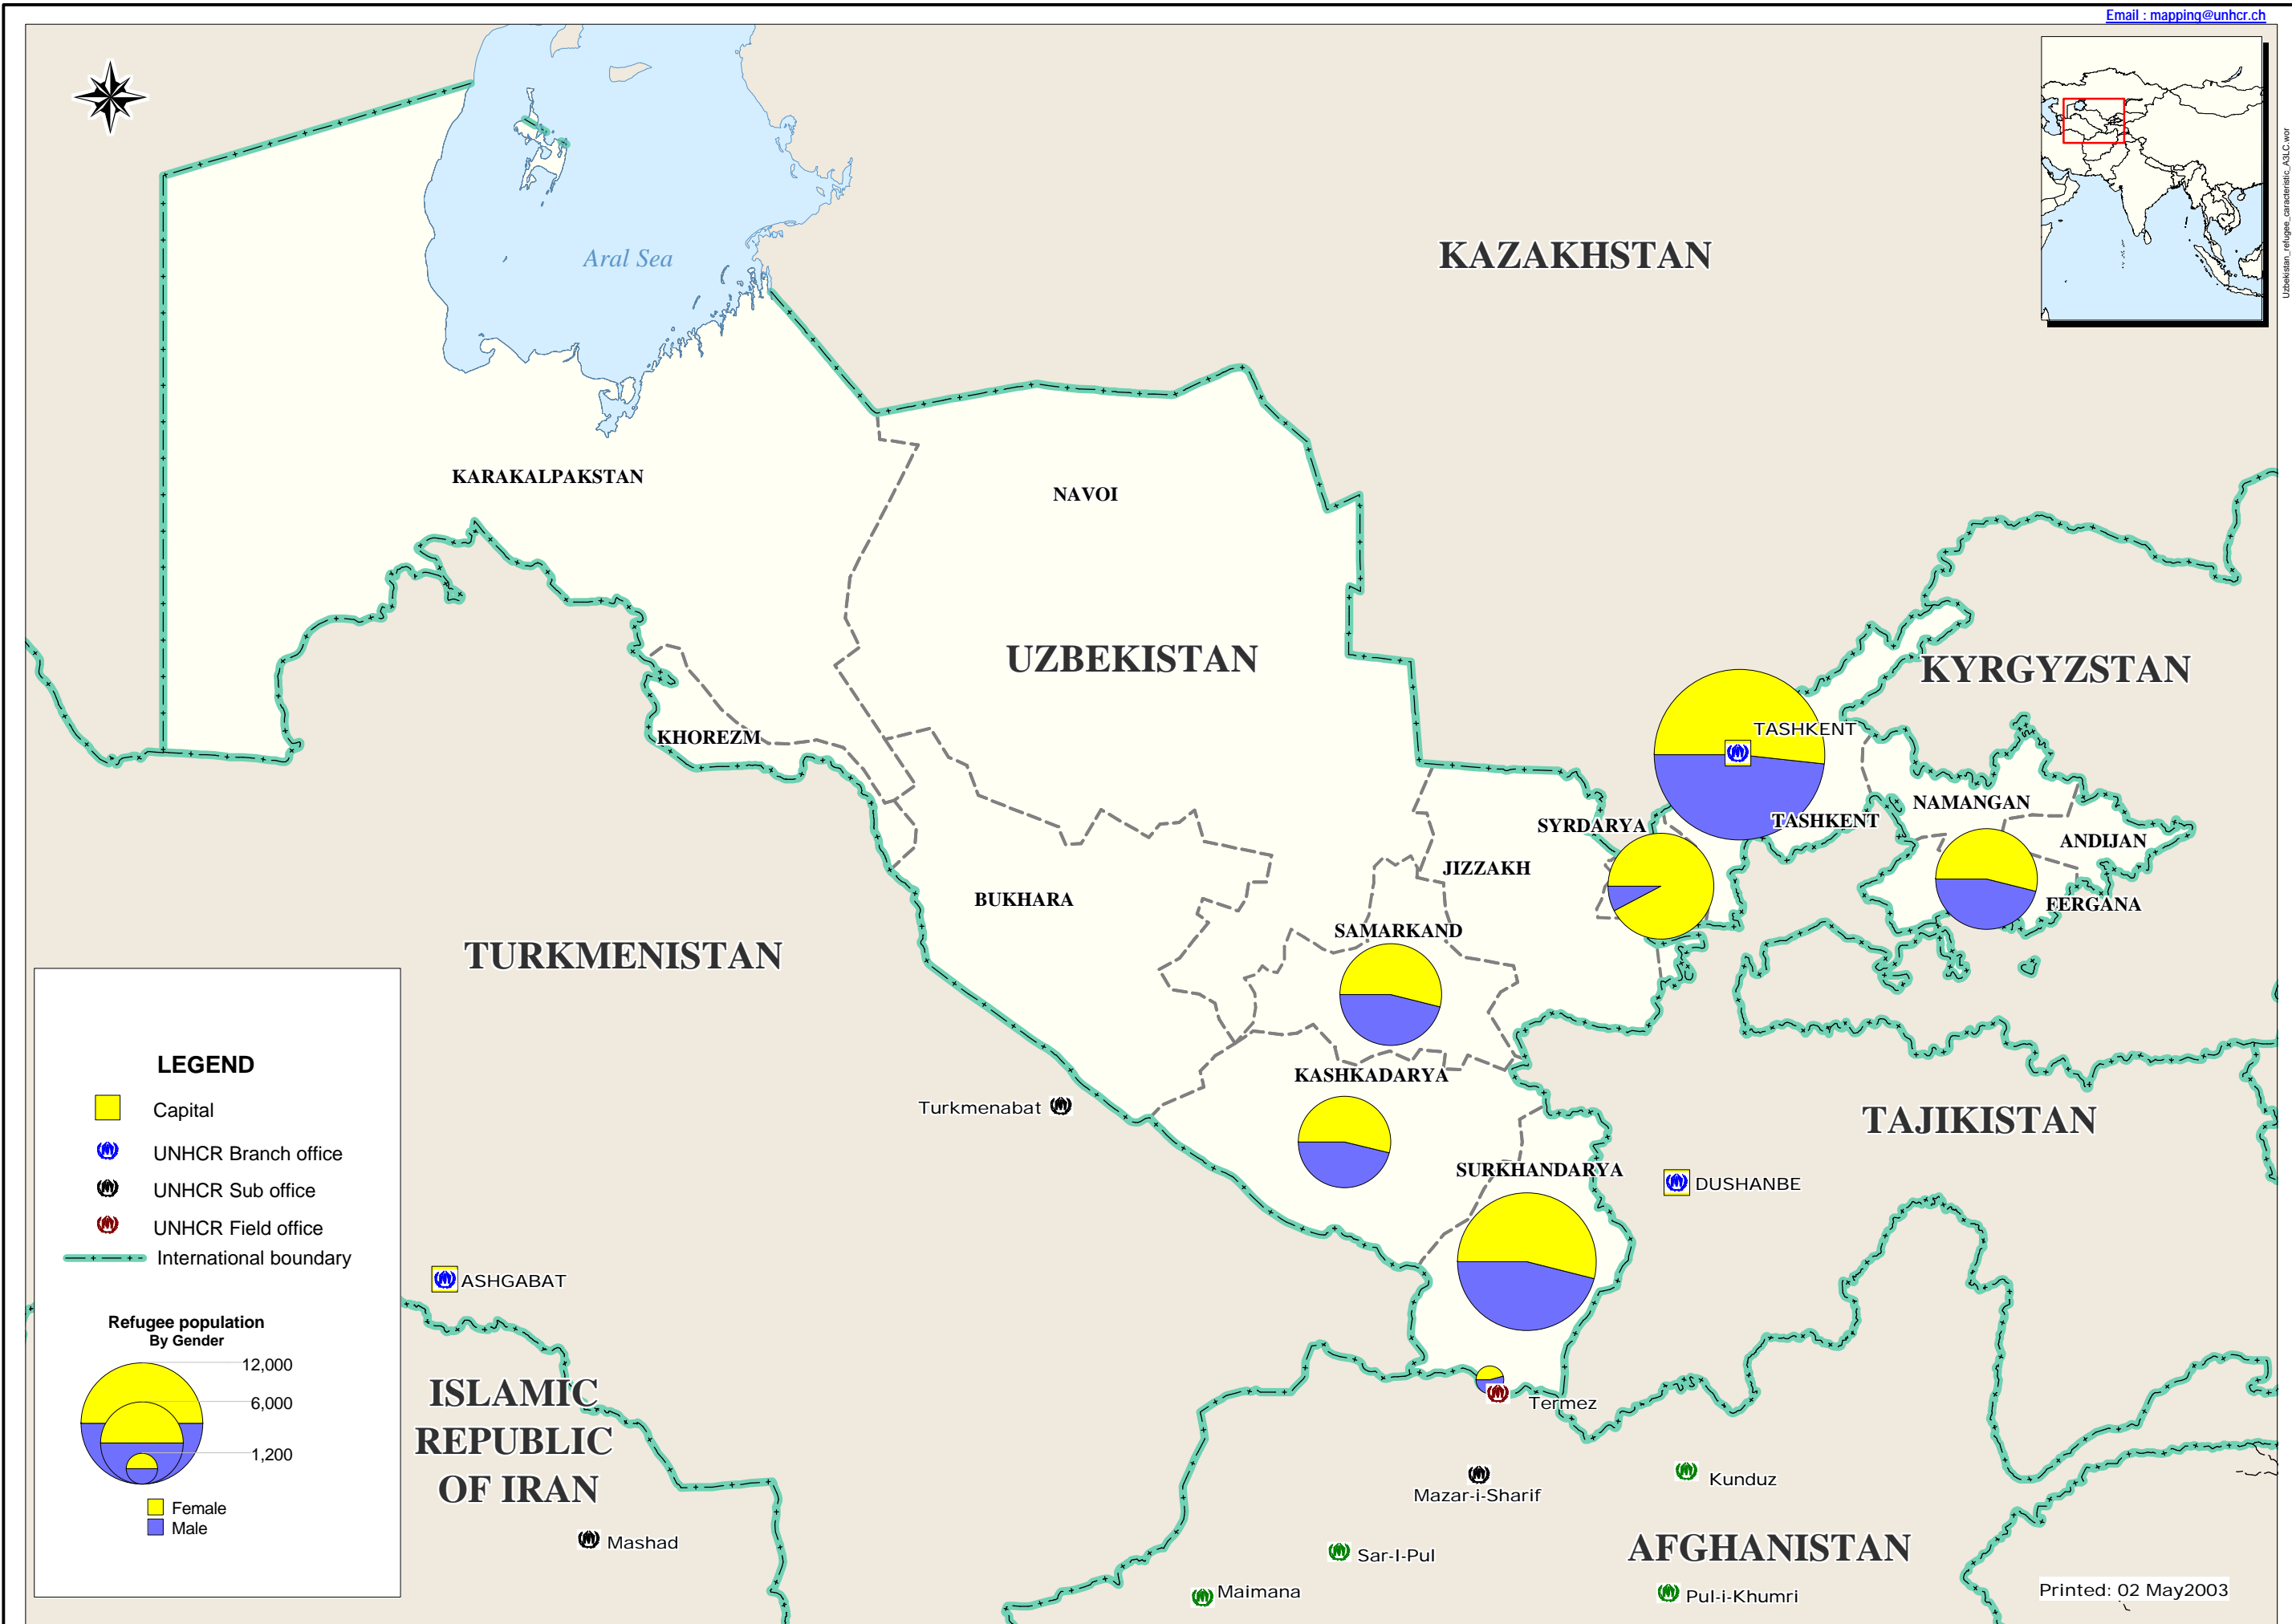 Email : mapping@unhcr.ch
Uzbekistan_refugee_caracteristic_A3LC.wor
Aral Sea
KAZAKHSTAN
KARAKALPAKSTAN
NAVOI
UZBEKISTAN
KYRGYZSTAN
KHOREZM
TASHKENT
NAMANGAN
TASHKENT
SYRDARYA
ANDIJAN
JIZZAKH
BUKHARA
FERGANA
SAMARKAND
TURKMENISTAN
KASHKADARYA
Turkmenabat
TAJIKISTAN
SURKHANDARYA
DUSHANBE
ASHGABAT
Termez
ISLAMIC
REPUBLIC
OF IRAN
Mazar-i-Sharif
Kunduz
Mashad
Sar-I-Pul
AFGHANISTAN
Maimana
Pul-i-Khumri
Printed: 02 May2003
LEGEND
Capital
UNHCR Branch office
UNHCR Sub office
UNHCR Field office
International boundary
Refugee population
By Gender
12,000
6,000
1,200
Female
Male